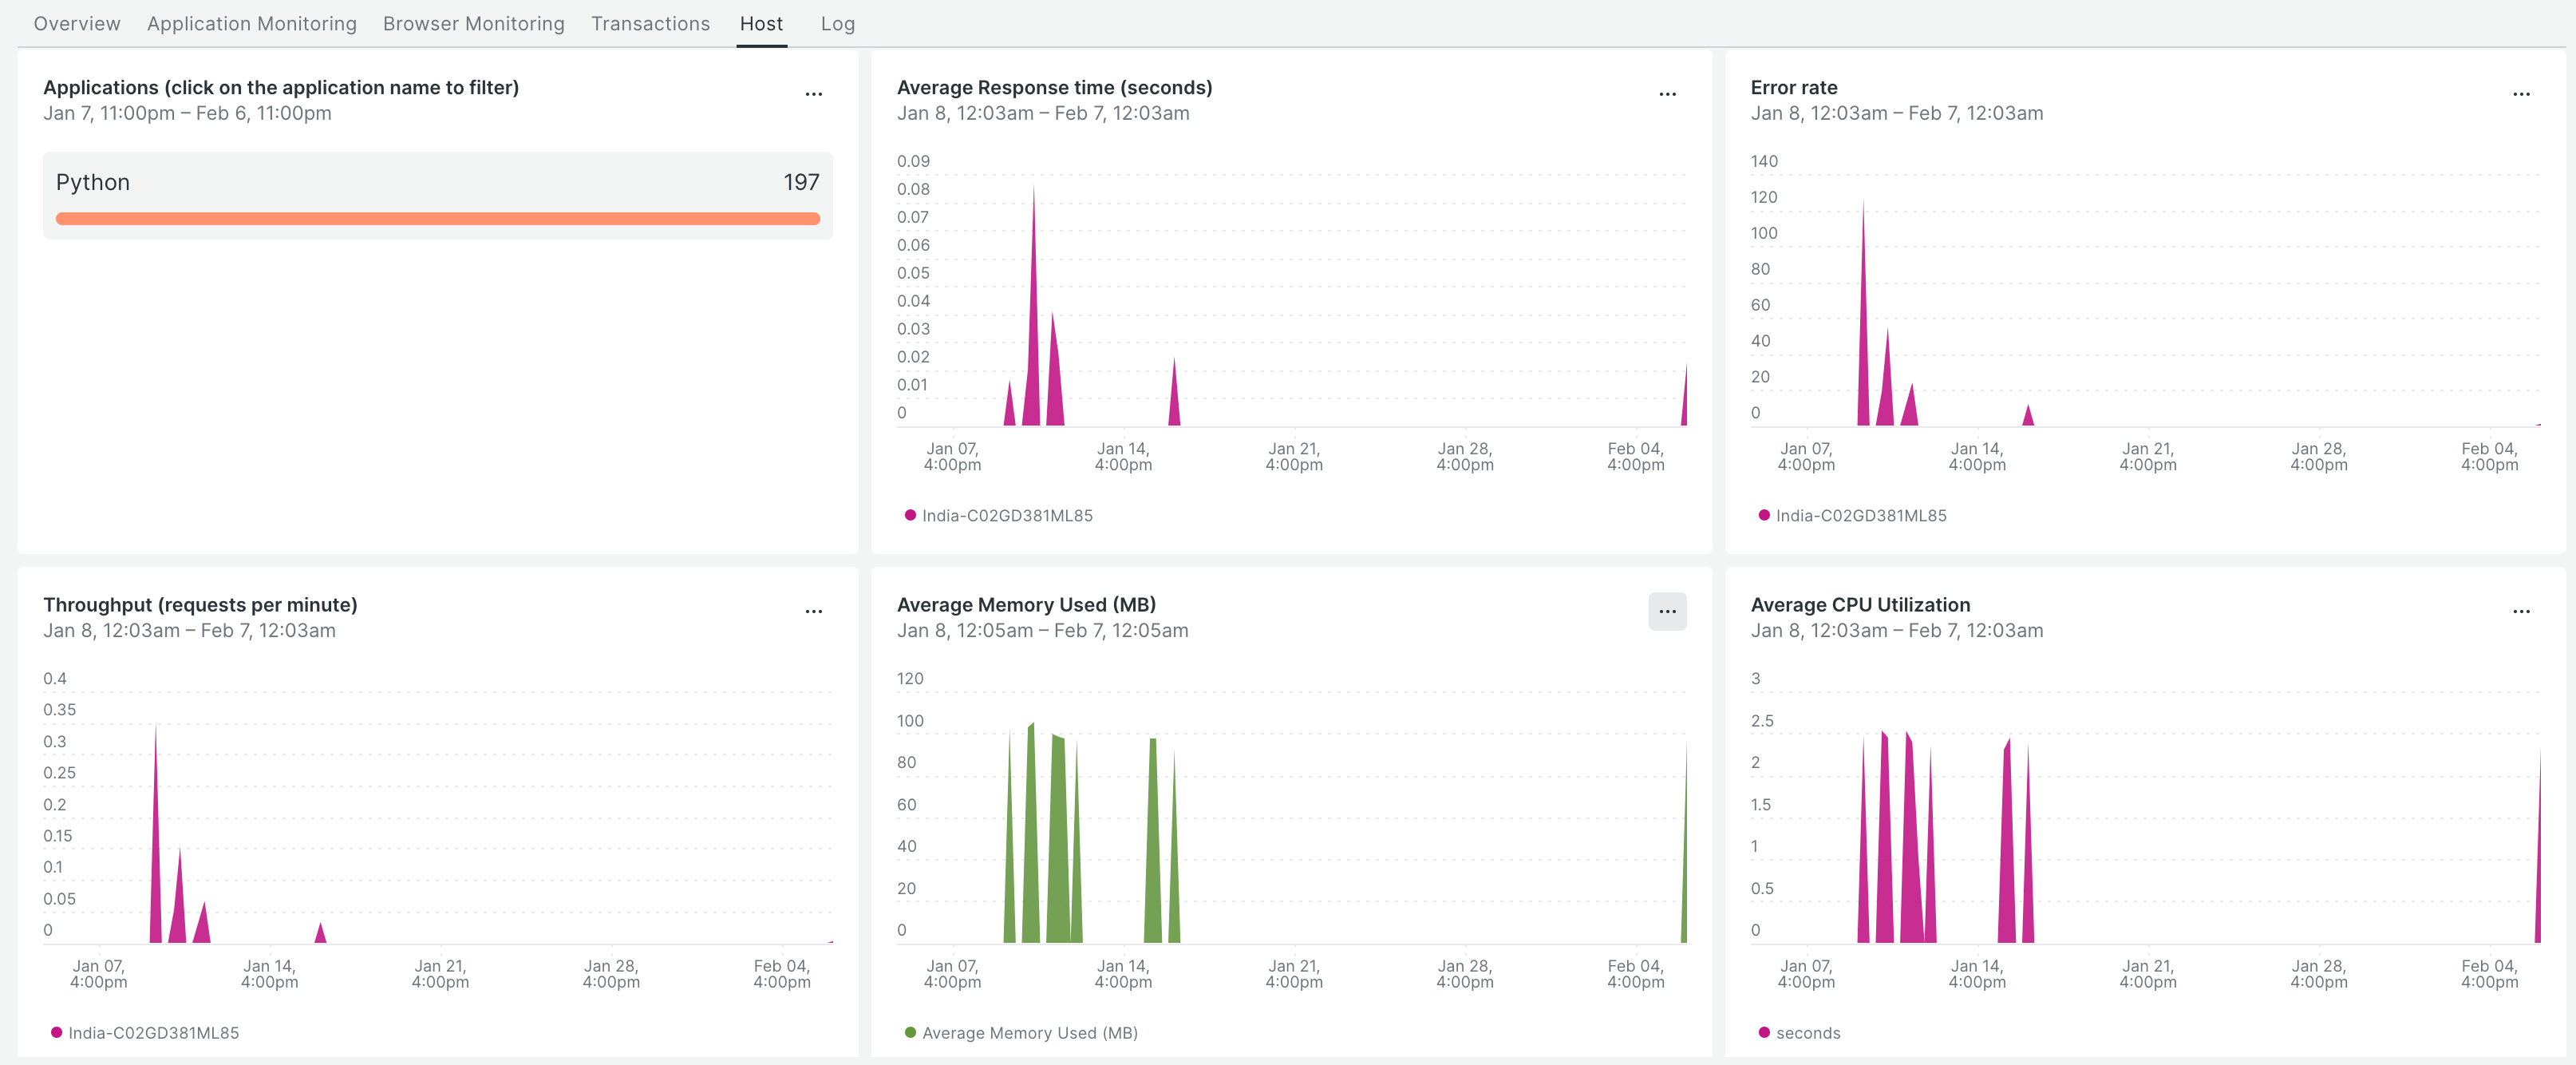 Overview Application Monitoring Browser Monitoring Transactions Host Log
Applications (click on the application name to filter)
...
Jan 7, 11:00pm – Feb 6, 11:00pm
Python 197
Average Response time (seconds)
...
Jan 8, 12:03am – Feb 7, 12:03am
0.09
0.08
0.07
0.06
0.05
0.04
0.03
0.02
0.01
0
Jan 07, 4:00pm
Jan 14, 4:00pm
Jan 21, 4:00pm
Jan 28, 4:00pm
Feb 04, 4:00pm
India-C02GD381ML85
Error rate
...
Jan 8, 12:03am – Feb 7, 12:03am
140
120
100
80
60
40
20
0
Jan 07, 4:00pm
Jan 14, 4:00pm
Jan 21, 4:00pm
Jan 28, 4:00pm
Feb 04, 4:00pm
India-C02GD381ML85
Throughput (requests per minute)
...
Jan 8, 12:03am – Feb 7, 12:03am
0.4
0.35
0.3
0.25
0.2
0.15
0.1
0.05
0
Jan 07, 4:00pm
Jan 14, 4:00pm
Jan 21, 4:00pm
Jan 28, 4:00pm
Feb 04, 4:00pm
India-C02GD381ML85
Average Memory Used (MB)
...
Jan 8, 12:05am – Feb 7, 12:05am
120
100
80
60
40
20
0
Jan 07, 4:00pm
Jan 14, 4:00pm
Jan 21, 4:00pm
Jan 28, 4:00pm
Feb 04, 4:00pm
Average Memory Used (MB)
Average CPU Utilization
...
Jan 8, 12:03am – Feb 7, 12:03am
3
2.5
2
1.5
1
0.5
0
Jan 07, 4:00pm
Jan 14, 4:00pm
Jan 21, 4:00pm
Jan 28, 4:00pm
Feb 04, 4:00pm
seconds